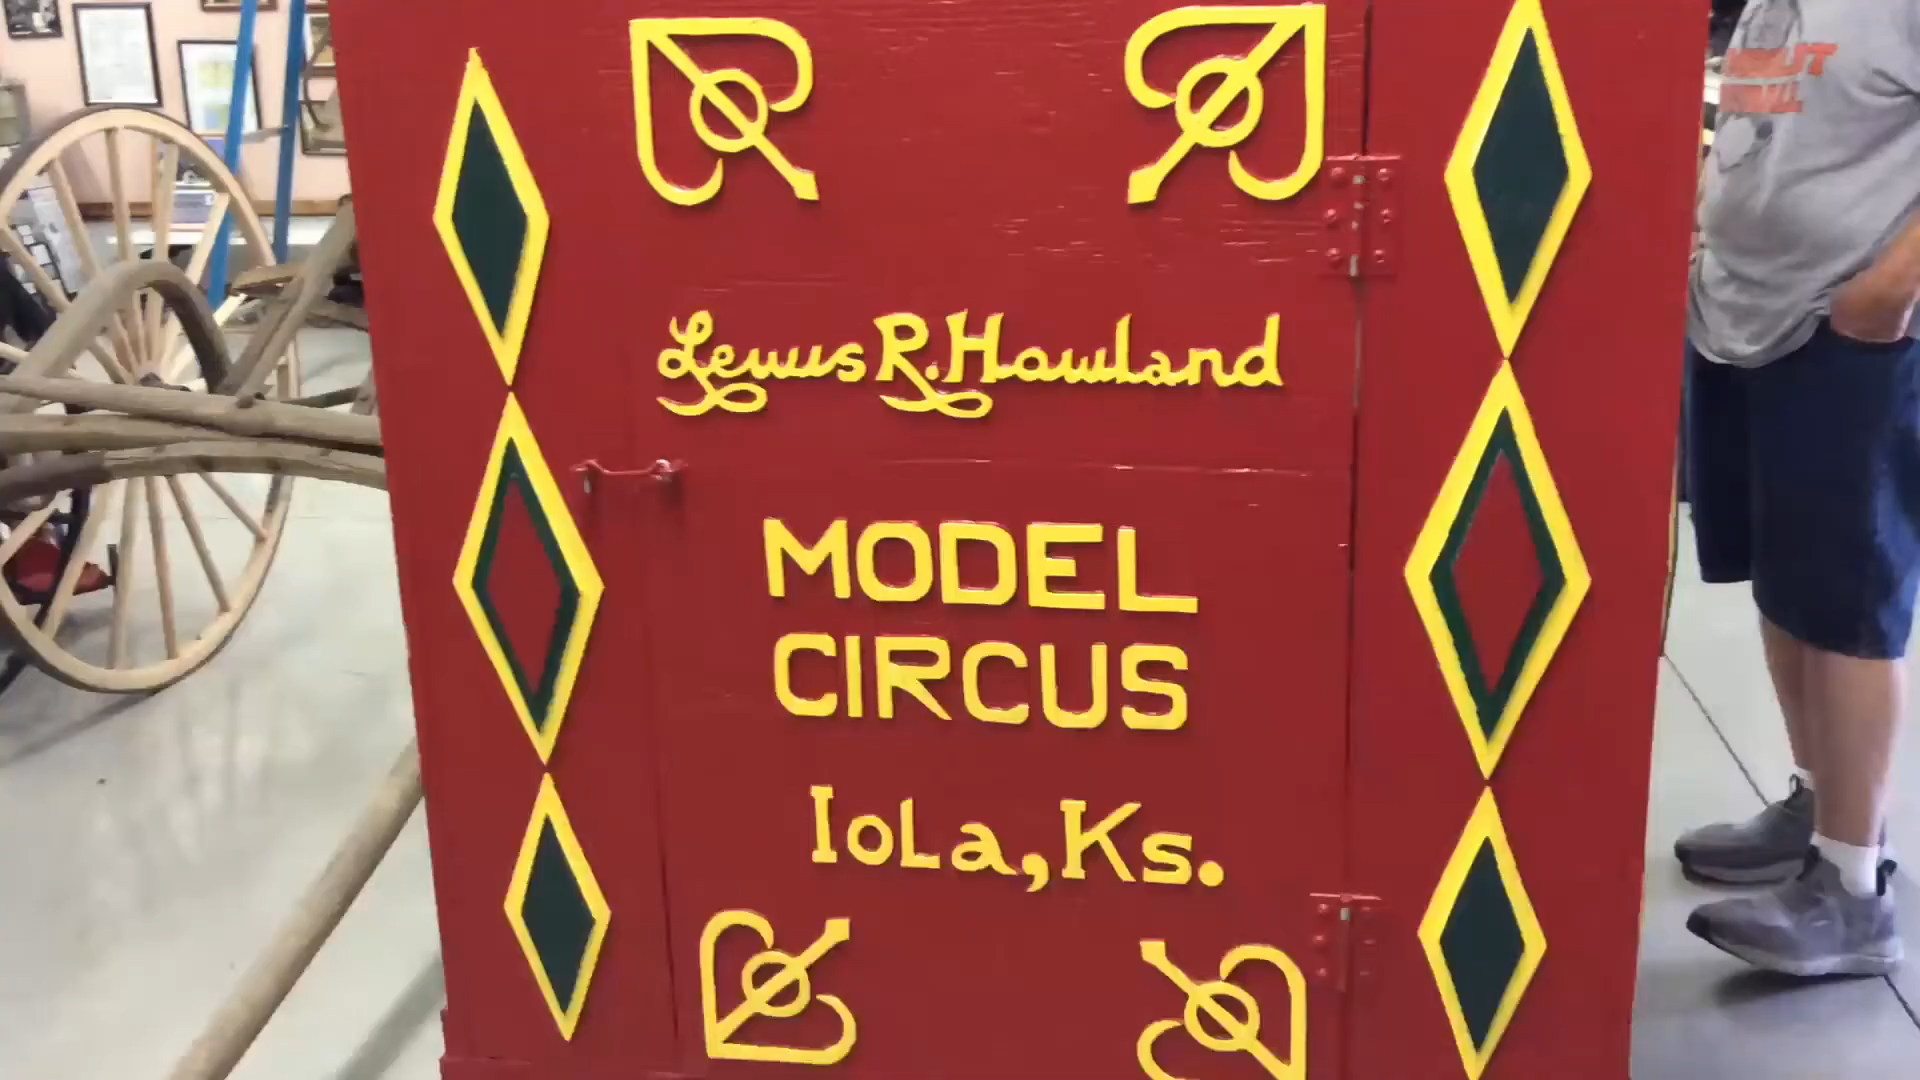 Lewis R. Howland
MODEL
CIRCUS
Iola, Ks.